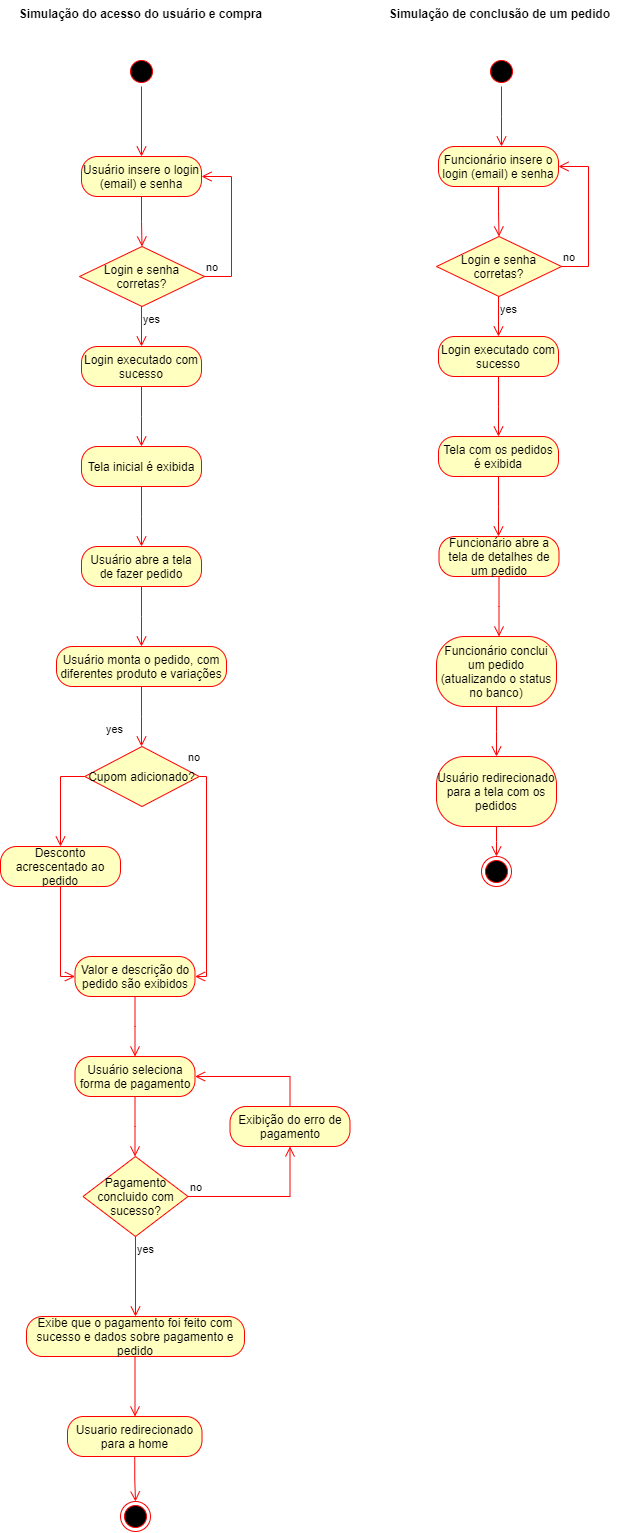 Simulação do acesso do usuário e compra
Usuário insere o login
(email) e senha
Login e senha
corretas?
no
yes
Login executado com
sucesso
Tela inicial é exibida
Usuário abre a tela
de fazer pedido
Usuário monta o pedido, com
diferentes produto e variações
yes
no
Cupom adicionado?
Desconto
acrescentado ao
pedido
Valor e descrição do
pedido são exibidos
Usuário seleciona
forma de pagamento
Exibição do erro de
pagamento
Pagamento
concluido com
sucesso?
no
yes
Exibe que o pagamento foi feito com
sucesso e dados sobre pagamento e
pedido
Usuario redirecionado
para a home
Simulação de conclusão de um pedido
Funcionário insere o
login (email) e senha
Login e senha
corretas?
no
yes
Login executado com
sucesso
Tela com os pedidos
é exibida
Funcionário abre a
tela de detalhes de
um pedido
Funcionário conclui
um pedido
(atualizando o status
no banco)
Usuário redirecionado
para a tela com os
pedidos